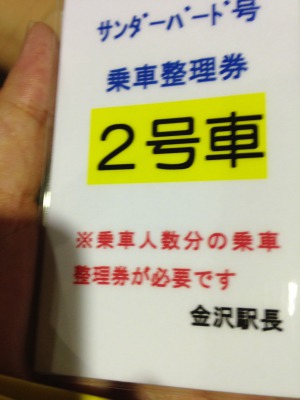 サンダーバード号
乗車整理券
2号車
※乗車人数分の乗車
整理券が必要です
金沢駅長